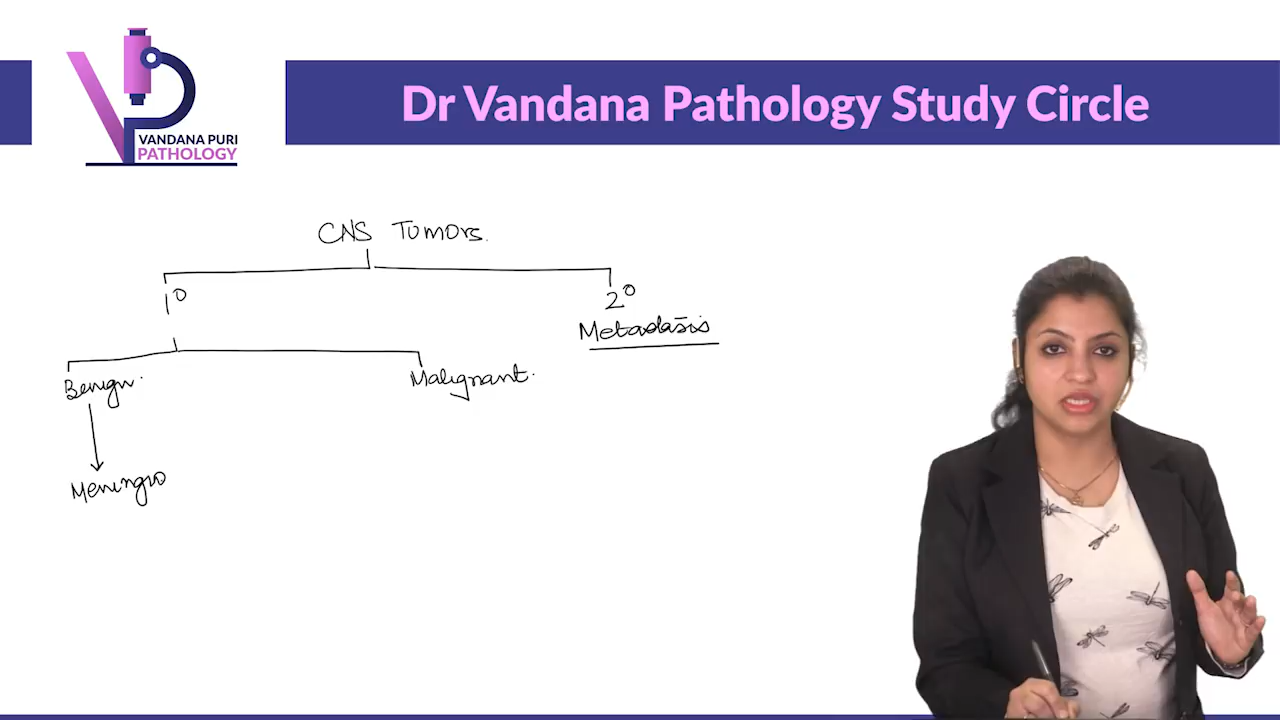 VANDANA PURI
PATHOLOGY
Dr Vandana Pathology Study Circle
CNS Tumors.
1° 2°
Metastasis
Benign. Malignant.
Meningio